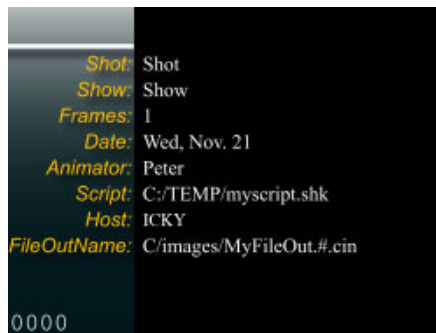 Shot: Shot
Show: Show
Frames: 1
Date: Wed, Nov. 21
Animator: Peter
Script: C:/TEMP/myscript.shk
Host: ICKY
FileOutName: C/images/MyFileOut.#.cin
0000